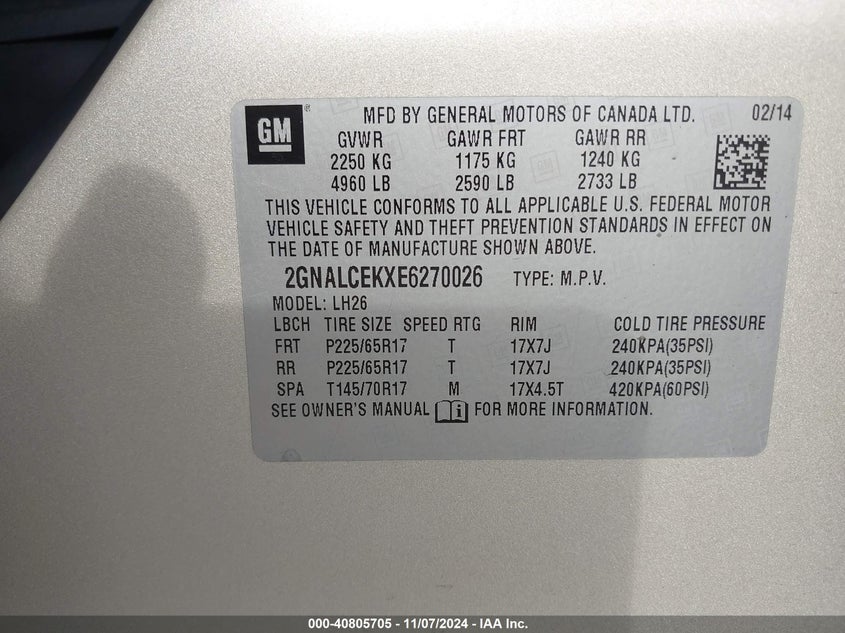 GM ® MFD BY GENERAL MOTORS OF CANADA LTD. 02/14
GVWR GAWR FRT GAWR RR
2250 KG 1175 KG 1240 KG
4960 LB 2590 LB 2733 LB
THIS VEHICLE CONFORMS TO ALL APPLICABLE U.S. FEDERAL MOTOR
VEHICLE SAFETY AND THEFT PREVENTION STANDARDS IN EFFECT ON
THE DATE OF MANUFACTURE SHOWN ABOVE.
2GNALCEKXE6270026 TYPE: M.P.V.
MODEL: LH26
LBCH TIRE SIZE SPEED RTG RIM COLD TIRE PRESSURE
FRT P225/65R17 T 17X7J 240KPA(35PSI)
RR P225/65R17 T 17X7J 240KPA(35PSI)
SPA T145/70R17 M 17X4.5T 420KPA(60PSI)
SEE OWNER'S MANUAL i FOR MORE INFORMATION.
000-40805705 - 11/07/2024 - IAA Inc.